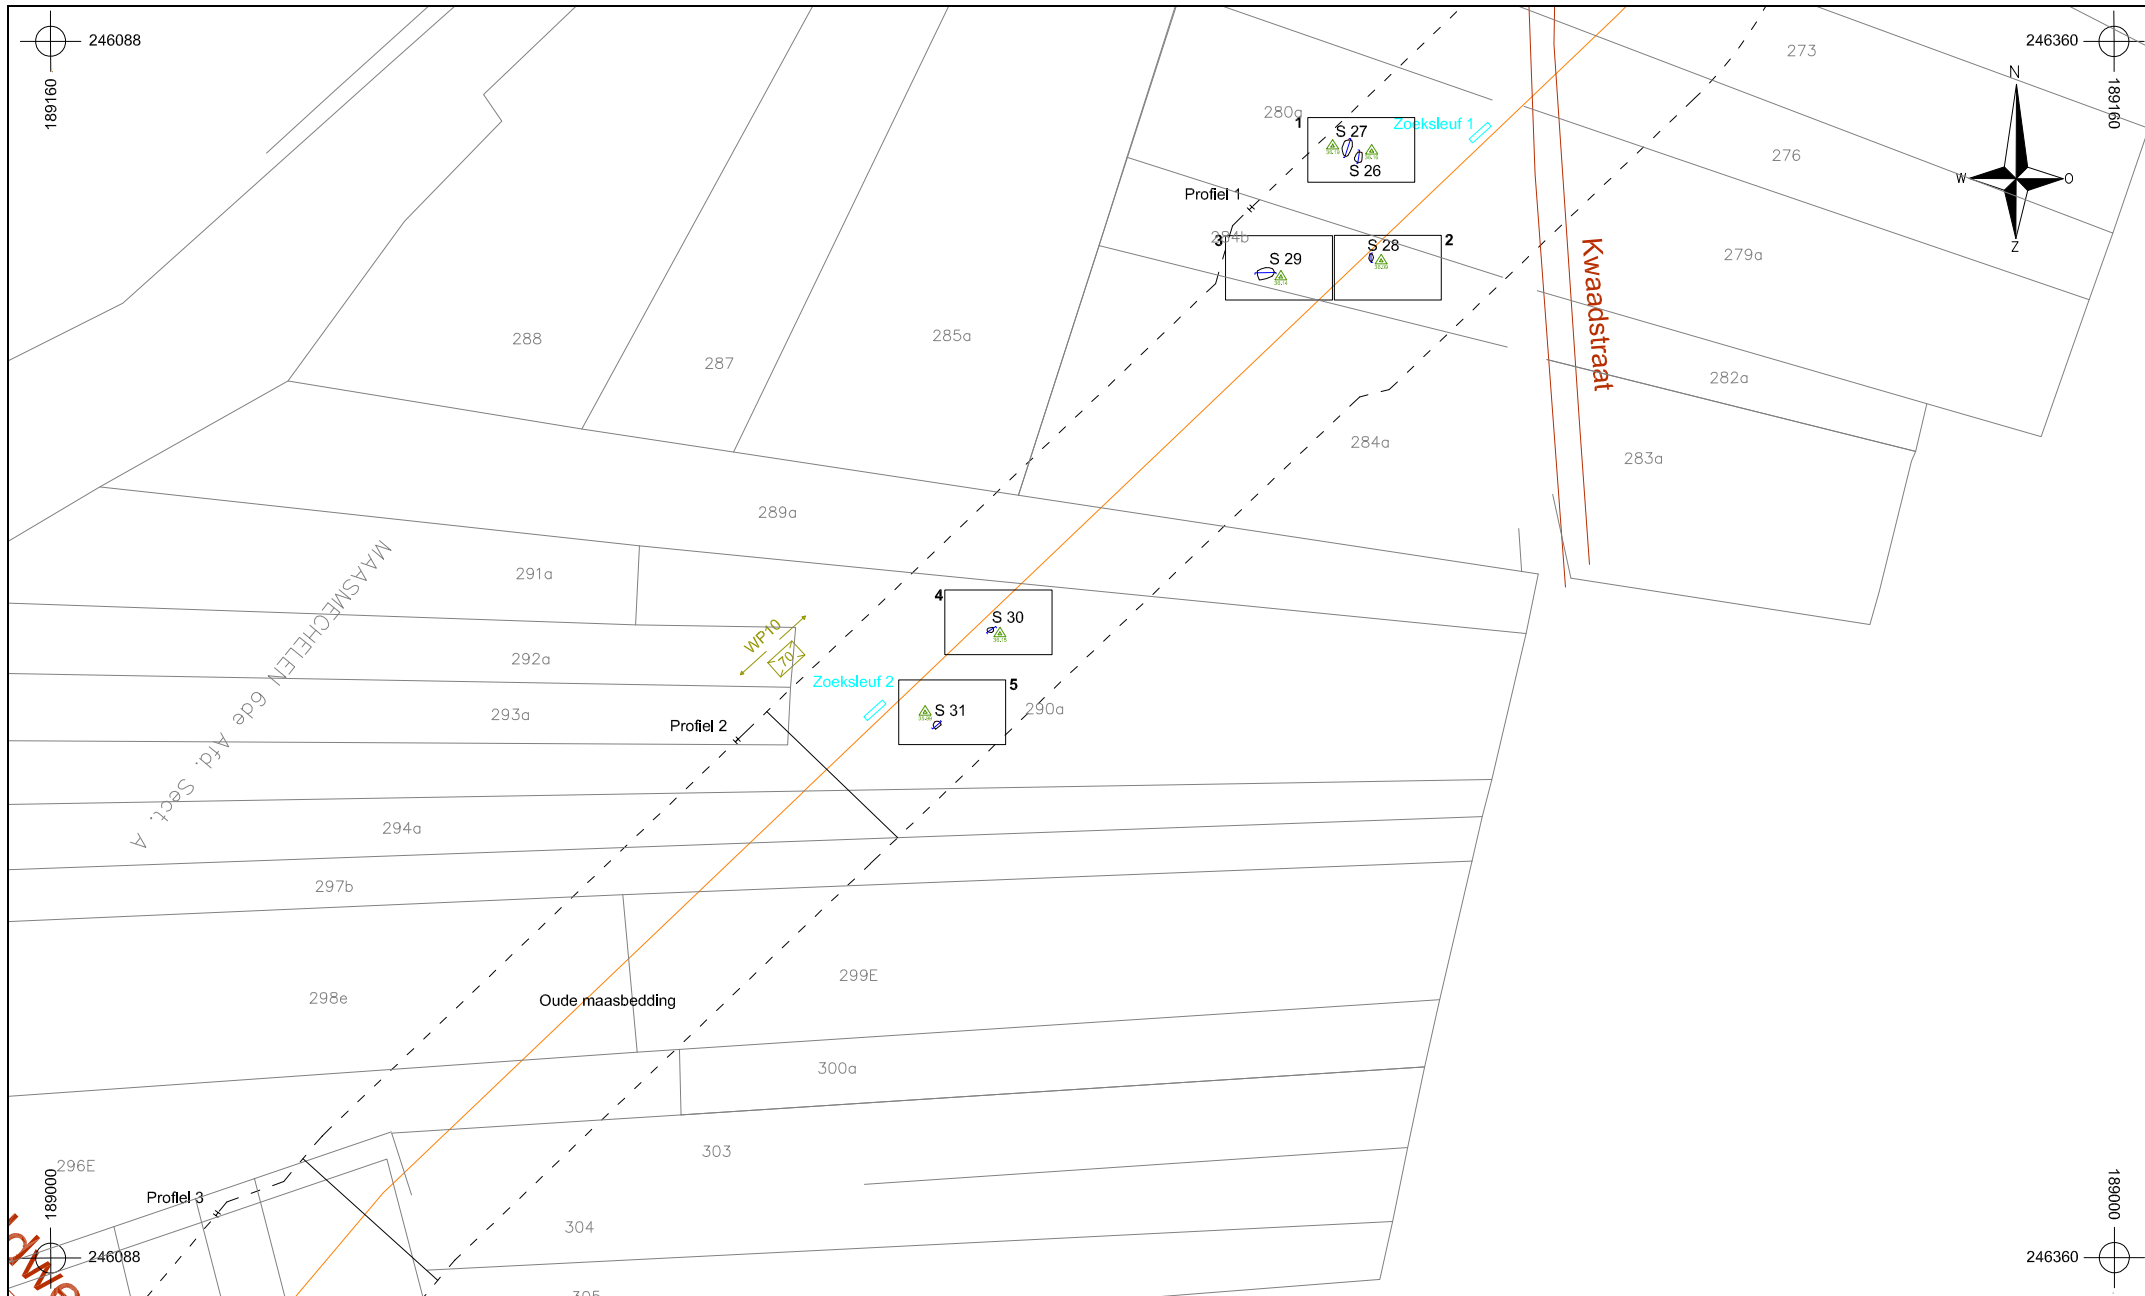 246088
189160
246360
189160
N
W
O
Z
273
280a
1
S 27
S 26
Zoeksleuf 1
276
Profiel 1
284b
3
S 29
S 28
2
279a
Kwaadstraat
288
287
285a
282a
284a
283a
289a
291a
MAASMECHELEN 6de Afd. Sect. A
4
S 30
WP10
70
292a
Zoeksleuf 2
5
S 31
293a
290a
Profiel 2
294a
297b
298e
Oude maasbedding
299E
300a
296E
303
Profiel 3
304
189000
246088
189000
246360
305